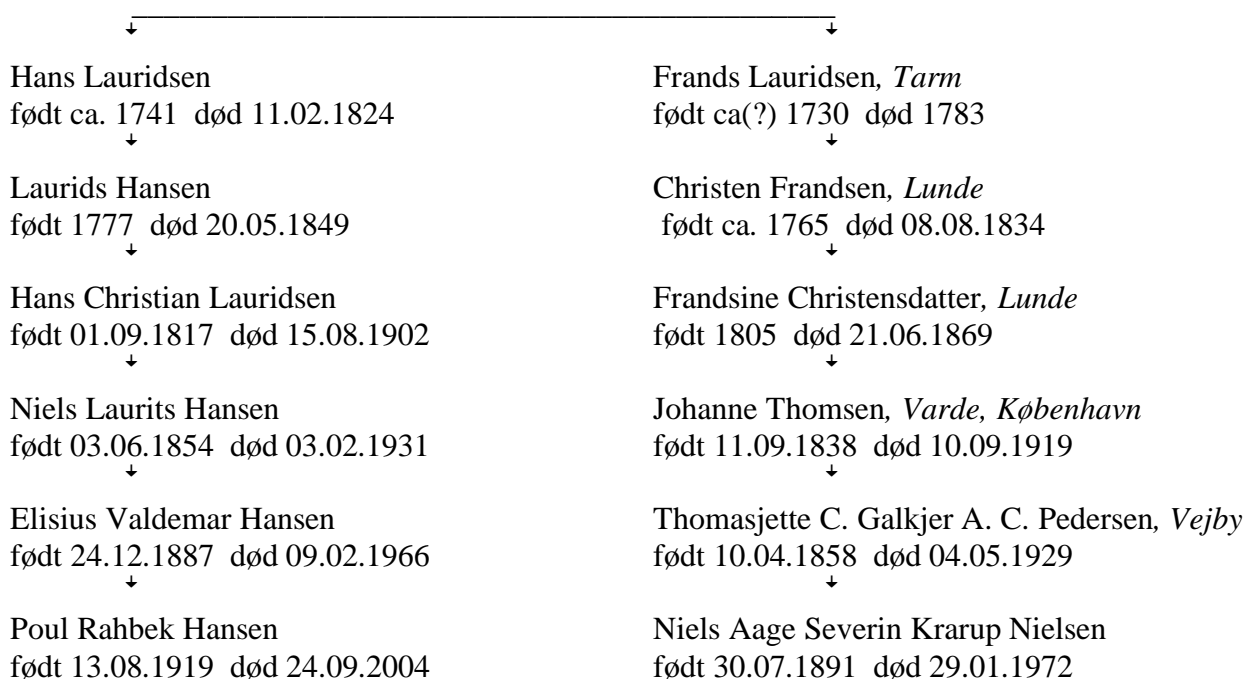 Hans Lauridsen
født ca. 1741 død 11.02.1824
Laurids Hansen
født 1777 død 20.05.1849
Hans Christian Lauridsen
født 01.09.1817 død 15.08.1902
Niels Laurits Hansen
født 03.06.1854 død 03.02.1931
Elisius Valdemar Hansen
født 24.12.1887 død 09.02.1966
Poul Rahbek Hansen
født 13.08.1919 død 24.09.2004
Frands Lauridsen, Tarm
født ca(?) 1730 død 1783
Christen Frandsen, Lunde
født ca. 1765 død 08.08.1834
Frandsine Christensdatter, Lunde
født 1805 død 21.06.1869
Johanne Thomsen, Varde, København
født 11.09.1838 død 10.09.1919
Thomasjette C. Galkjer A. C. Pedersen, Vejby
født 10.04.1858 død 04.05.1929
Niels Aage Severin Krarup Nielsen
født 30.07.1891 død 29.01.1972